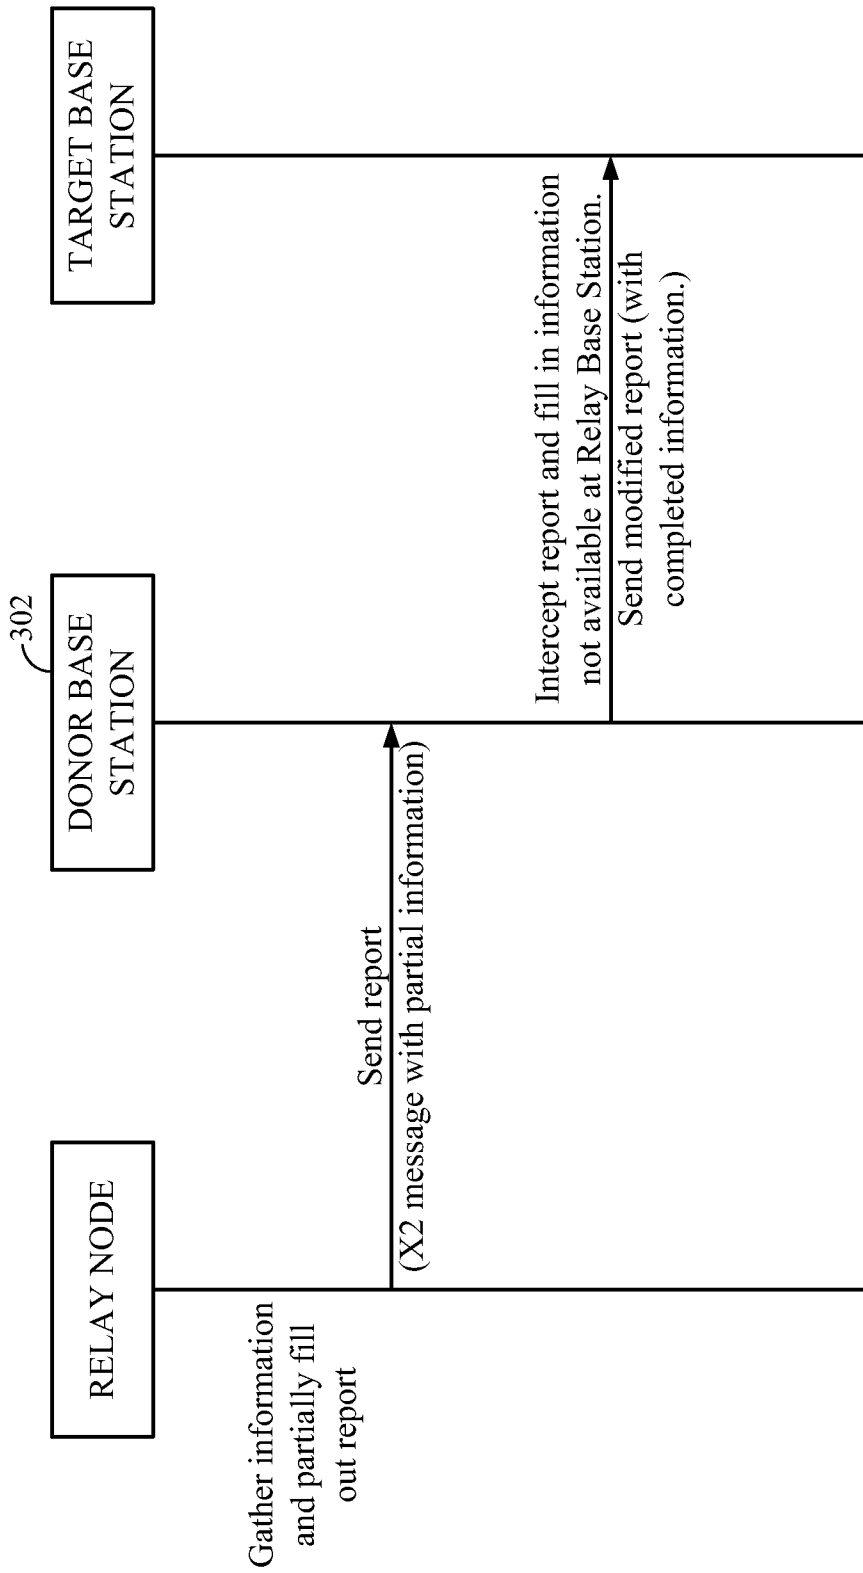 302
RELAY NODE
DONOR BASE
STATION
TARGET BASE
STATION
Gather information
and partially fill
out report
Send report
(X2 message with partial information)
Intercept report and fill in information
not available at Relay Base Station.
Send modified report (with
completed information.)